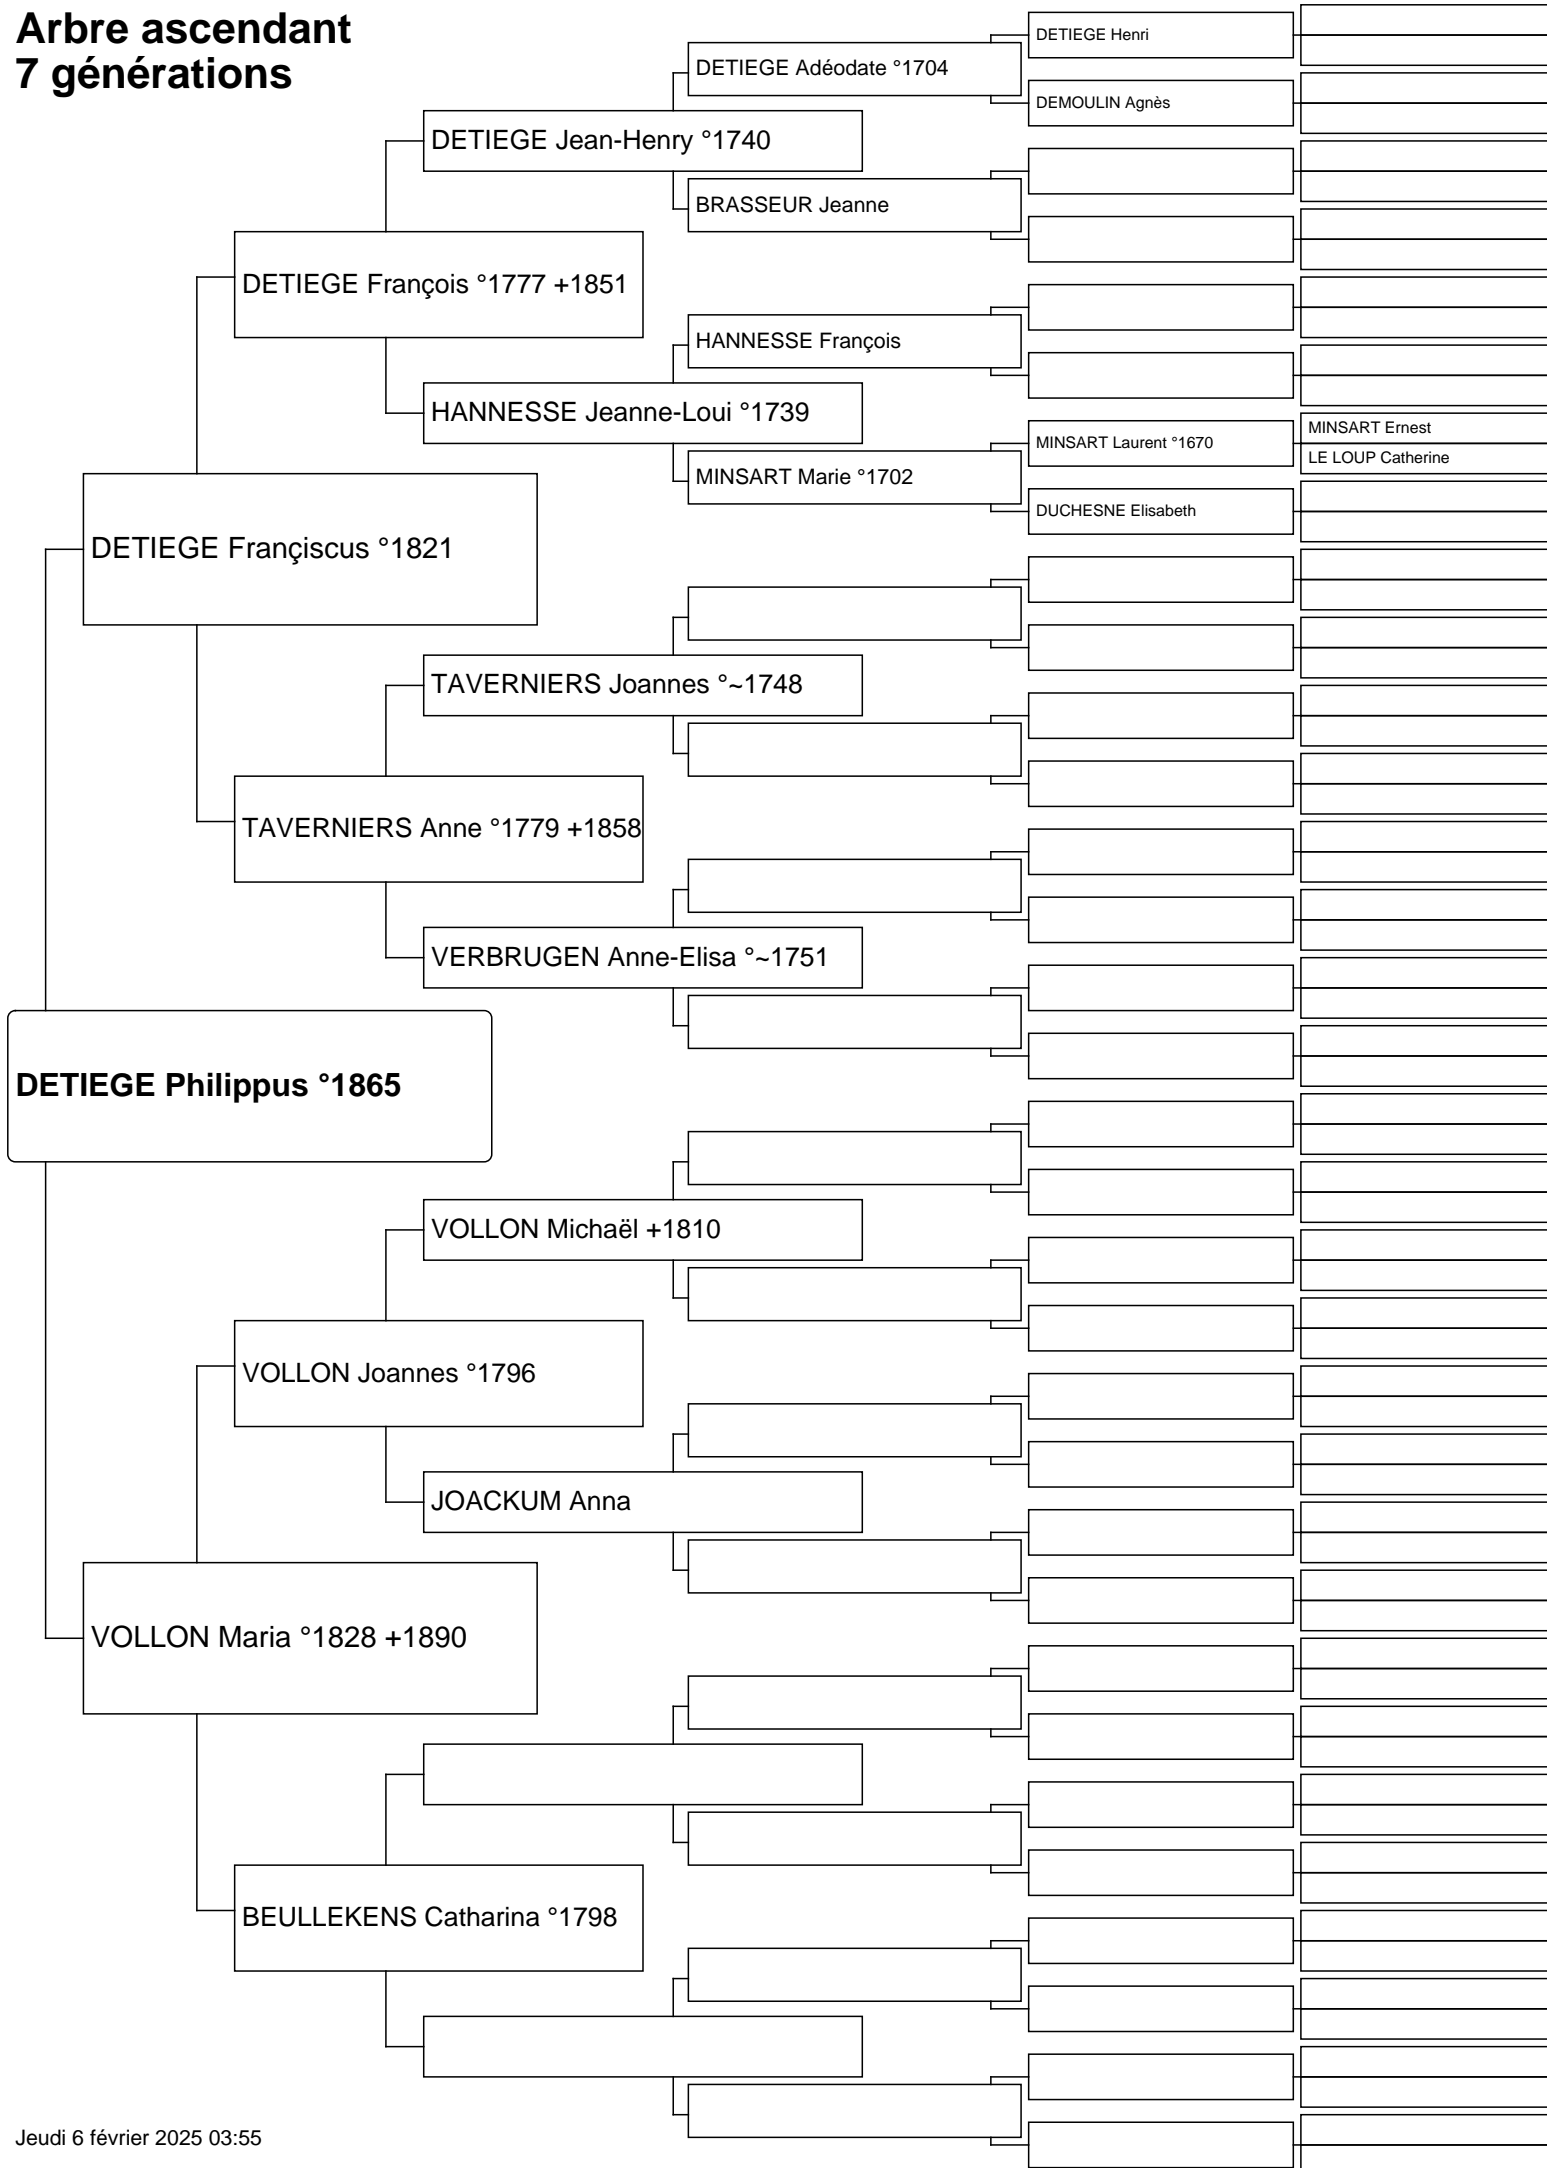 Arbre ascendant
7 générations
DETIEGE Henri
DETIEGE Adéodate °1704
DEMOULIN Agnès
DETIEGE Jean-Henry °1740
BRASSEUR Jeanne
DETIEGE François °1777 +1851
HANNESSE François
HANNESSE Jeanne-Loui °1739
MINSART Ernest
MINSART Laurent °1670
LE LOUP Catherine
MINSART Marie °1702
DUCHESNE Elisabeth
DETIEGE Françiscus °1821
TAVERNIERS Joannes °~1748
TAVERNIERS Anne °1779 +1858
VERBRUGEN Anne-Elisa °~1751
DETIEGE Philippus °1865
VOLLON Michaël +1810
VOLLON Joannes °1796
JOACKUM Anna
VOLLON Maria °1828 +1890
BEULLEKENS Catharina °1798
Jeudi 6 février 2025 03:55